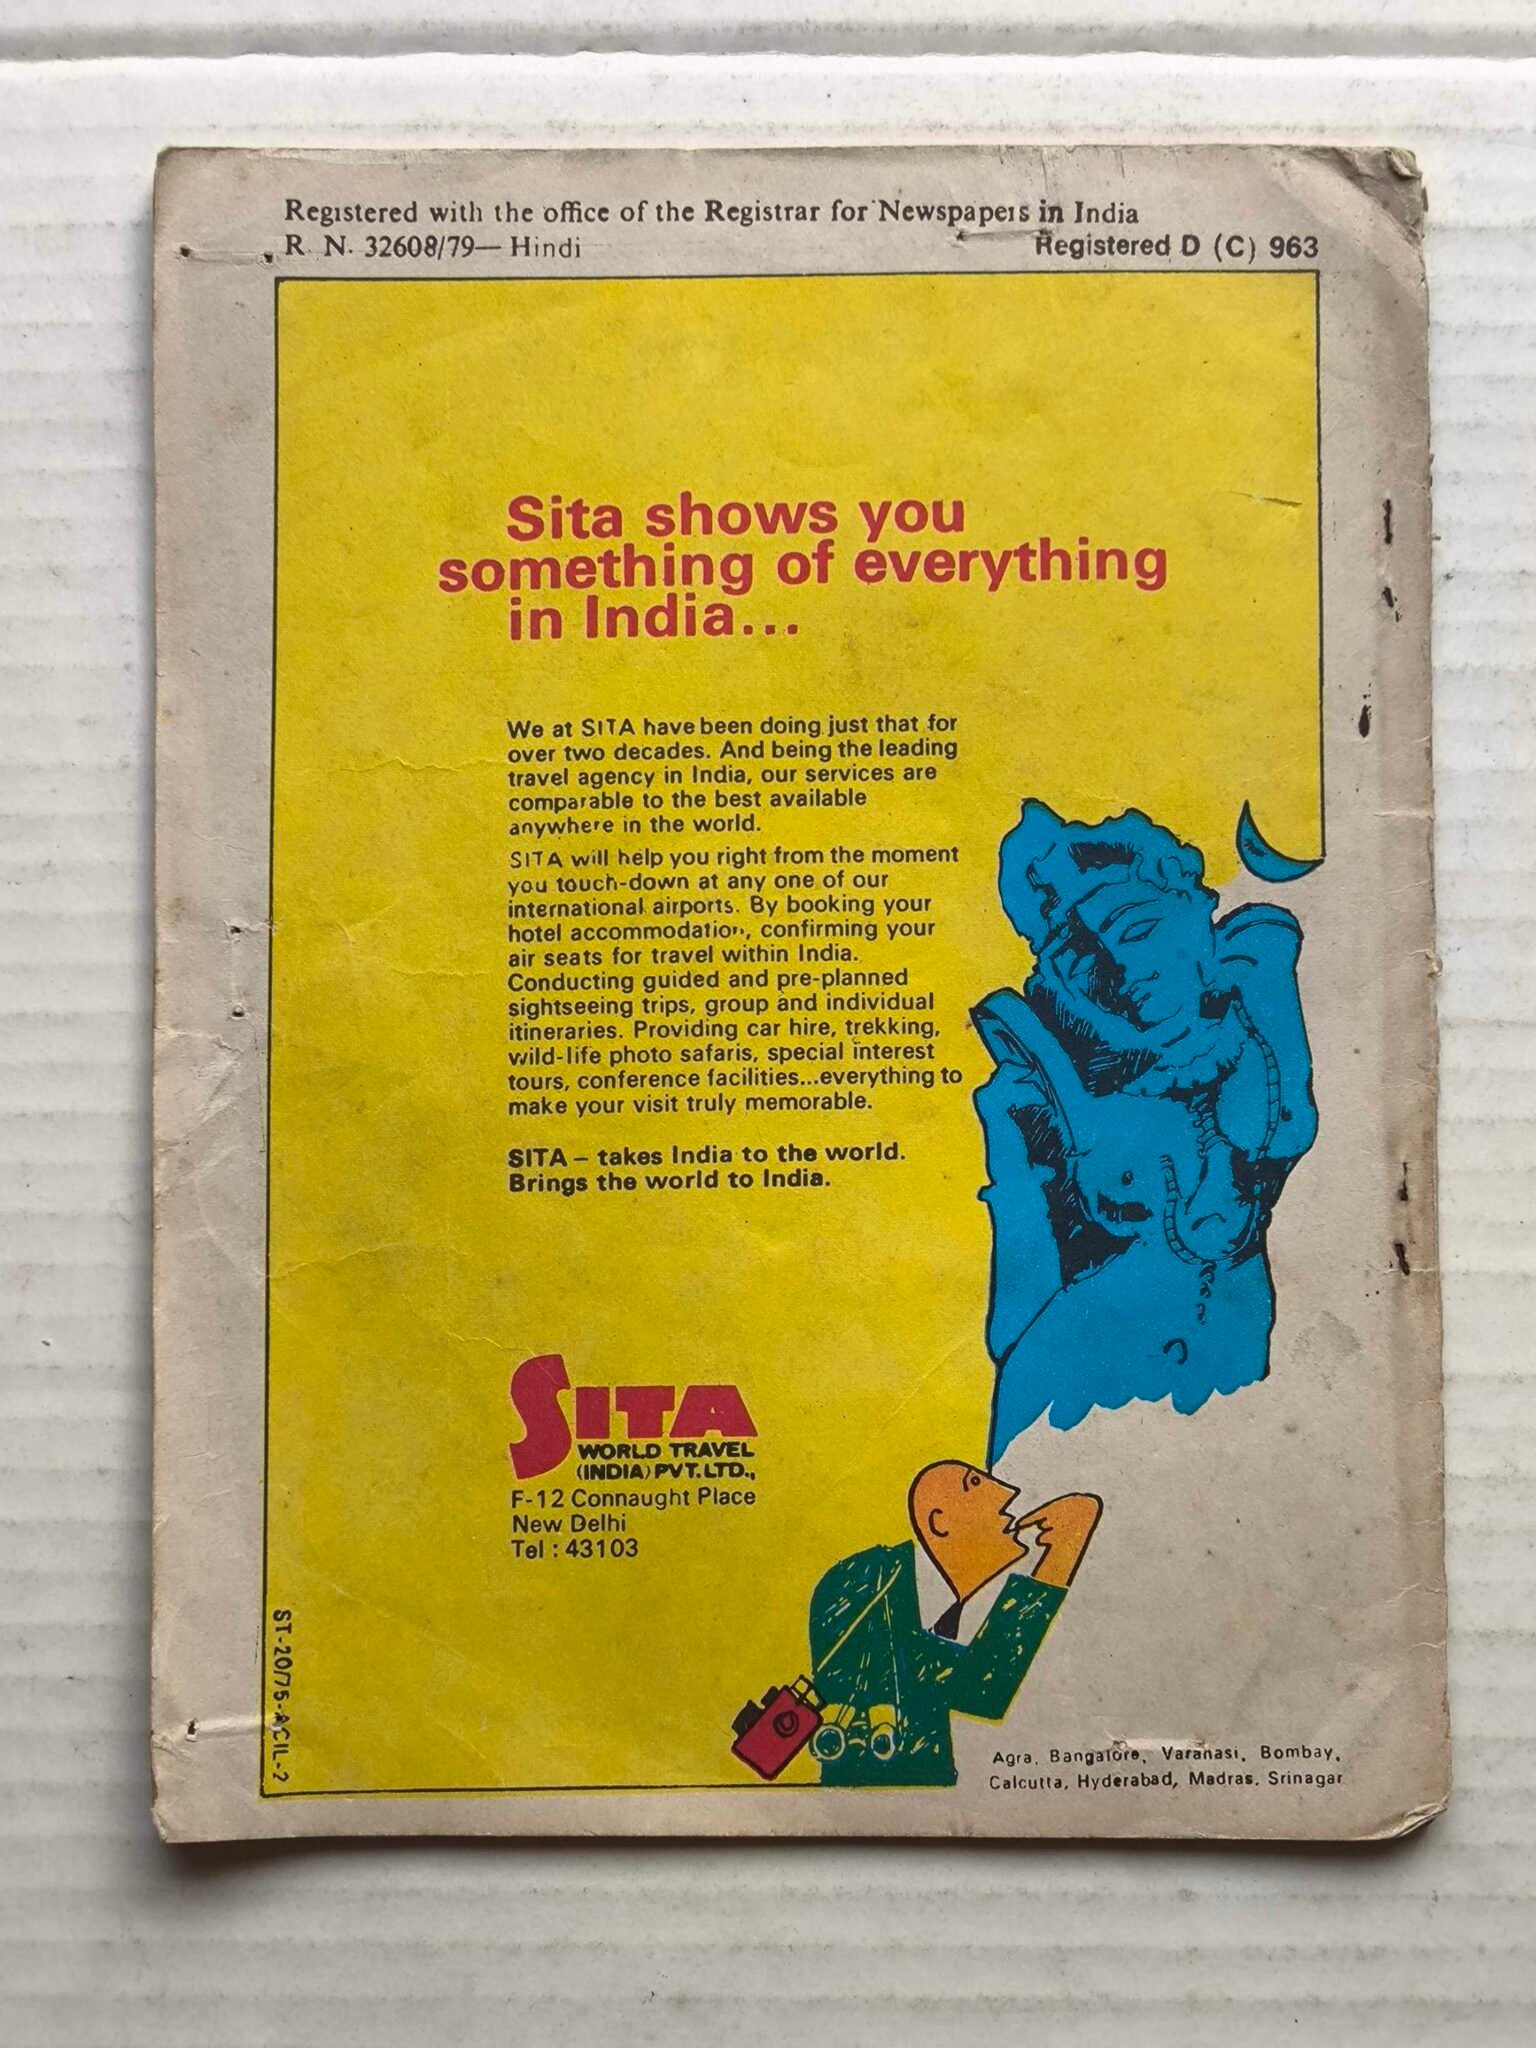 Registered with the office of the Registrar for Newspapers in India
R. N. 32608/79— Hindi
Registered D (C) 963
Sita shows you
something of everything
in India...
We at SITA have been doing just that for
over two decades. And being the leading
travel agency in India, our services are
comparable to the best available
anywhere in the world.
SITA will help you right from the moment
you touch-down at any one of our
international airports. By booking your
hotel accommodation, confirming your
air seats for travel within India.
Conducting guided and pre-planned
sightseeing trips, group and individual
itineraries. Providing car hire, trekking,
wild-life photo safaris, special interest
tours, conference facilities...everything to
make your visit truly memorable.
SITA – takes India to the world.
Brings the world to India.
SITA
WORLD TRAVEL
(INDIA) PVT. LTD.,
F-12 Connaught Place
New Delhi
Tel : 43103
ST-20/75-ACIL-2
Agra, Bangalore, Varanasi, Bombay,
Calcutta, Hyderabad, Madras, Srinagar